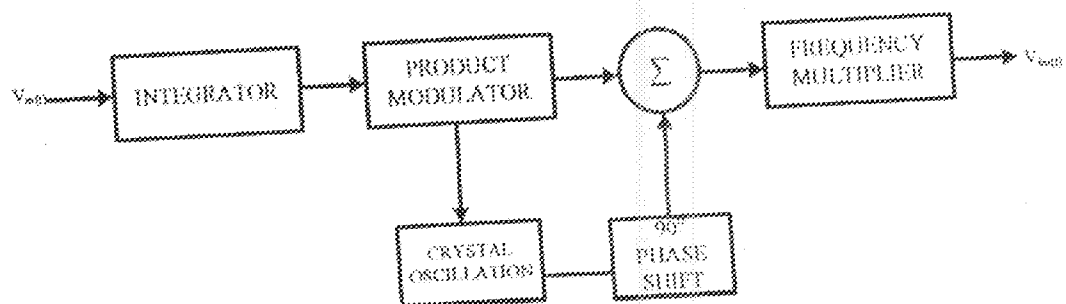 INTEGRATOR
PRODUCT
MODULATOR
Σ
FREQUENCY
MULTIPLIER
CRYSTAL
OSCILLATION
90°
PHASE
SHIFT